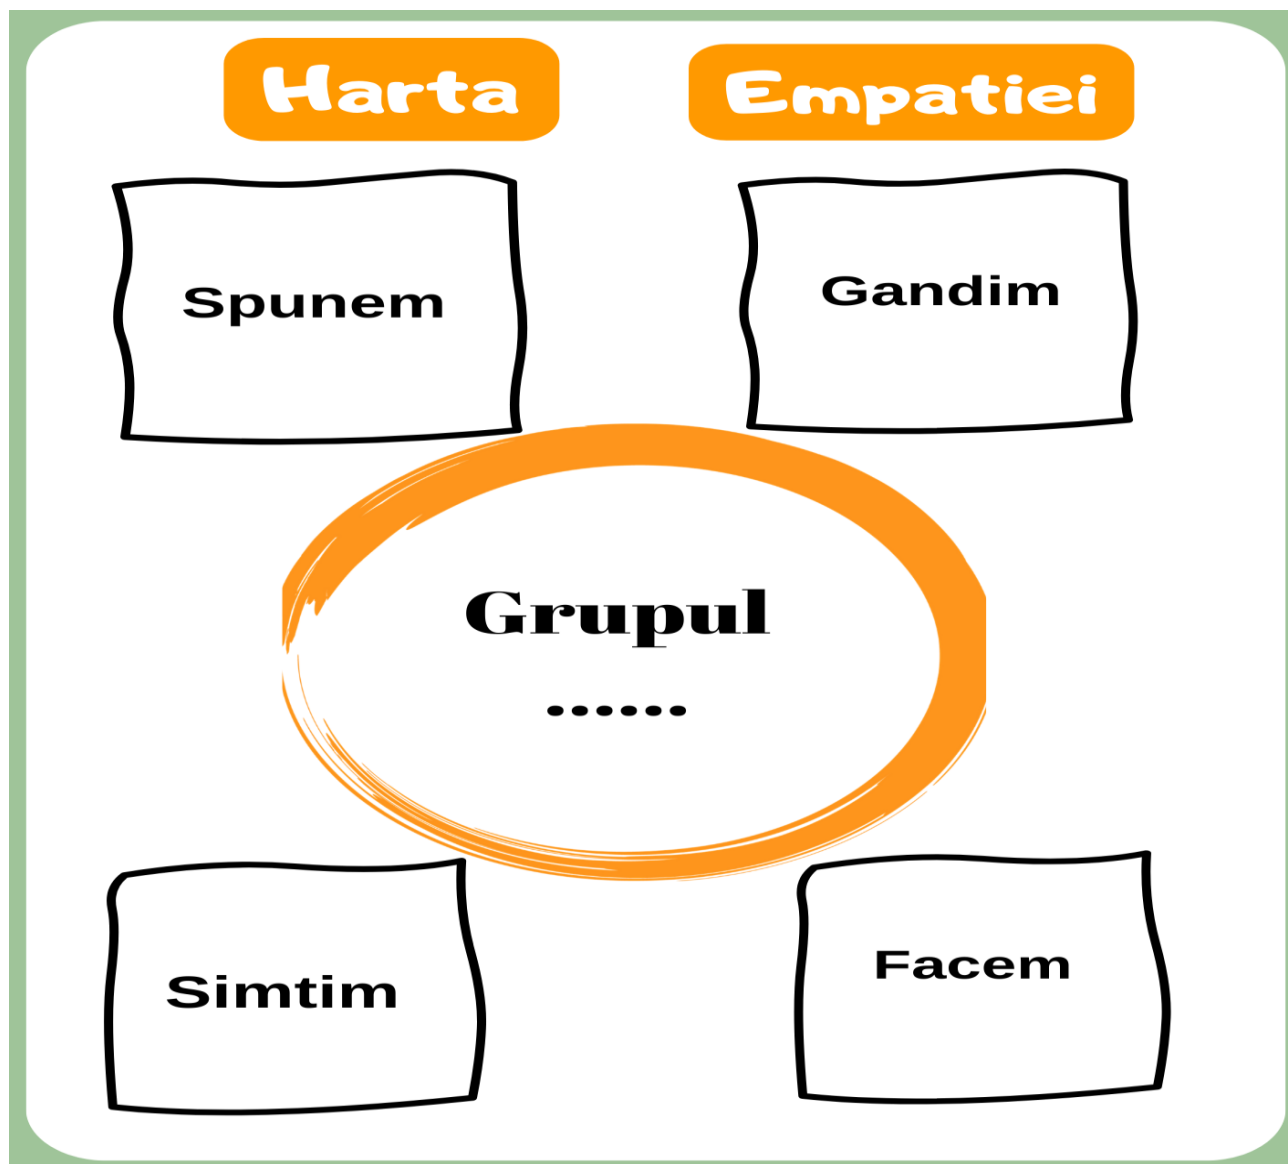 Harta Empatiei
Spunem
Gandim
Grupul
......
Simtim
Facem